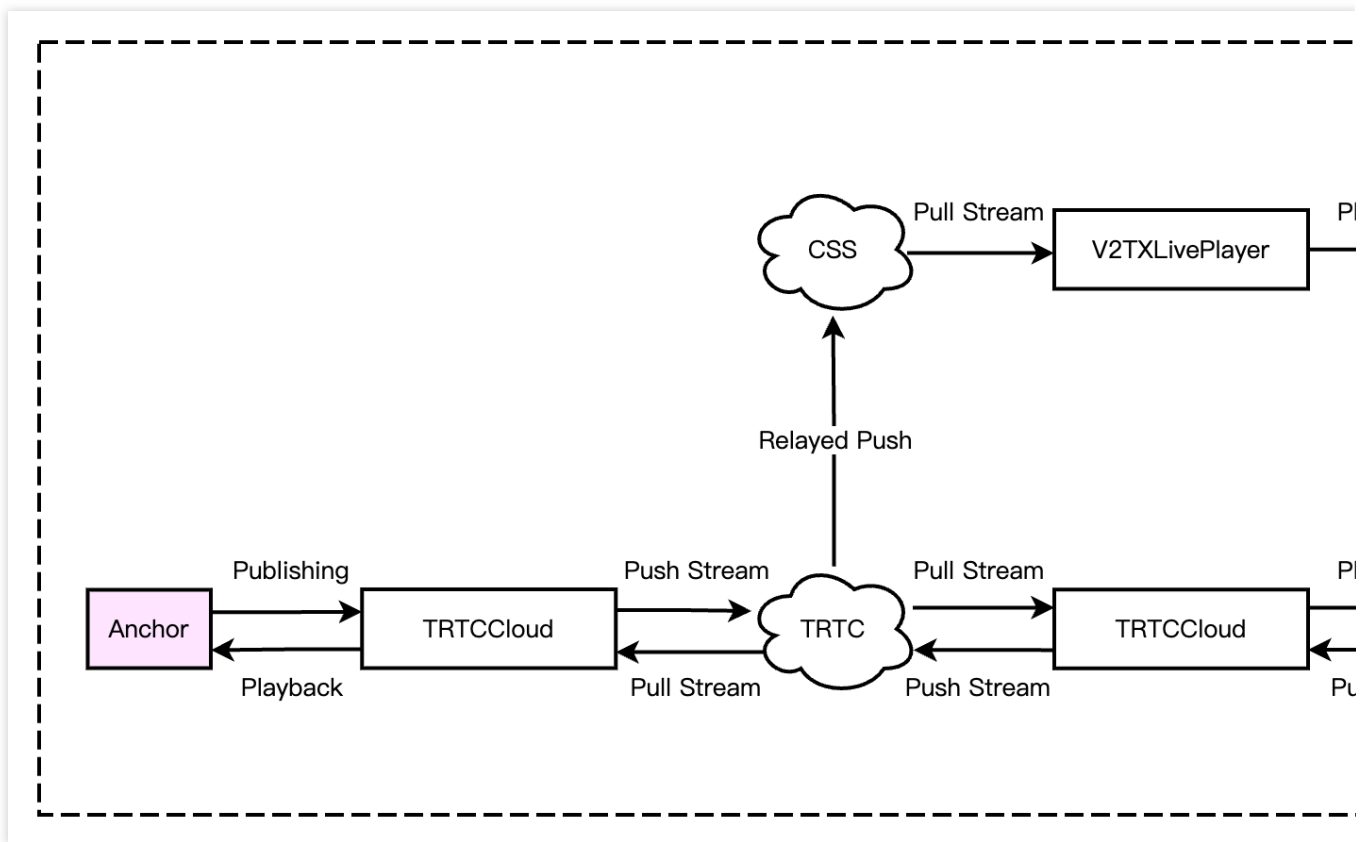 Pull Stream
CSS
V2TXLivePlayer
Relayed Push
Publishing
Push Stream
Pull Stream
Anchor
TRTCCloud
TRTC
TRTCCloud
Playback
Pull Stream
Push Stream